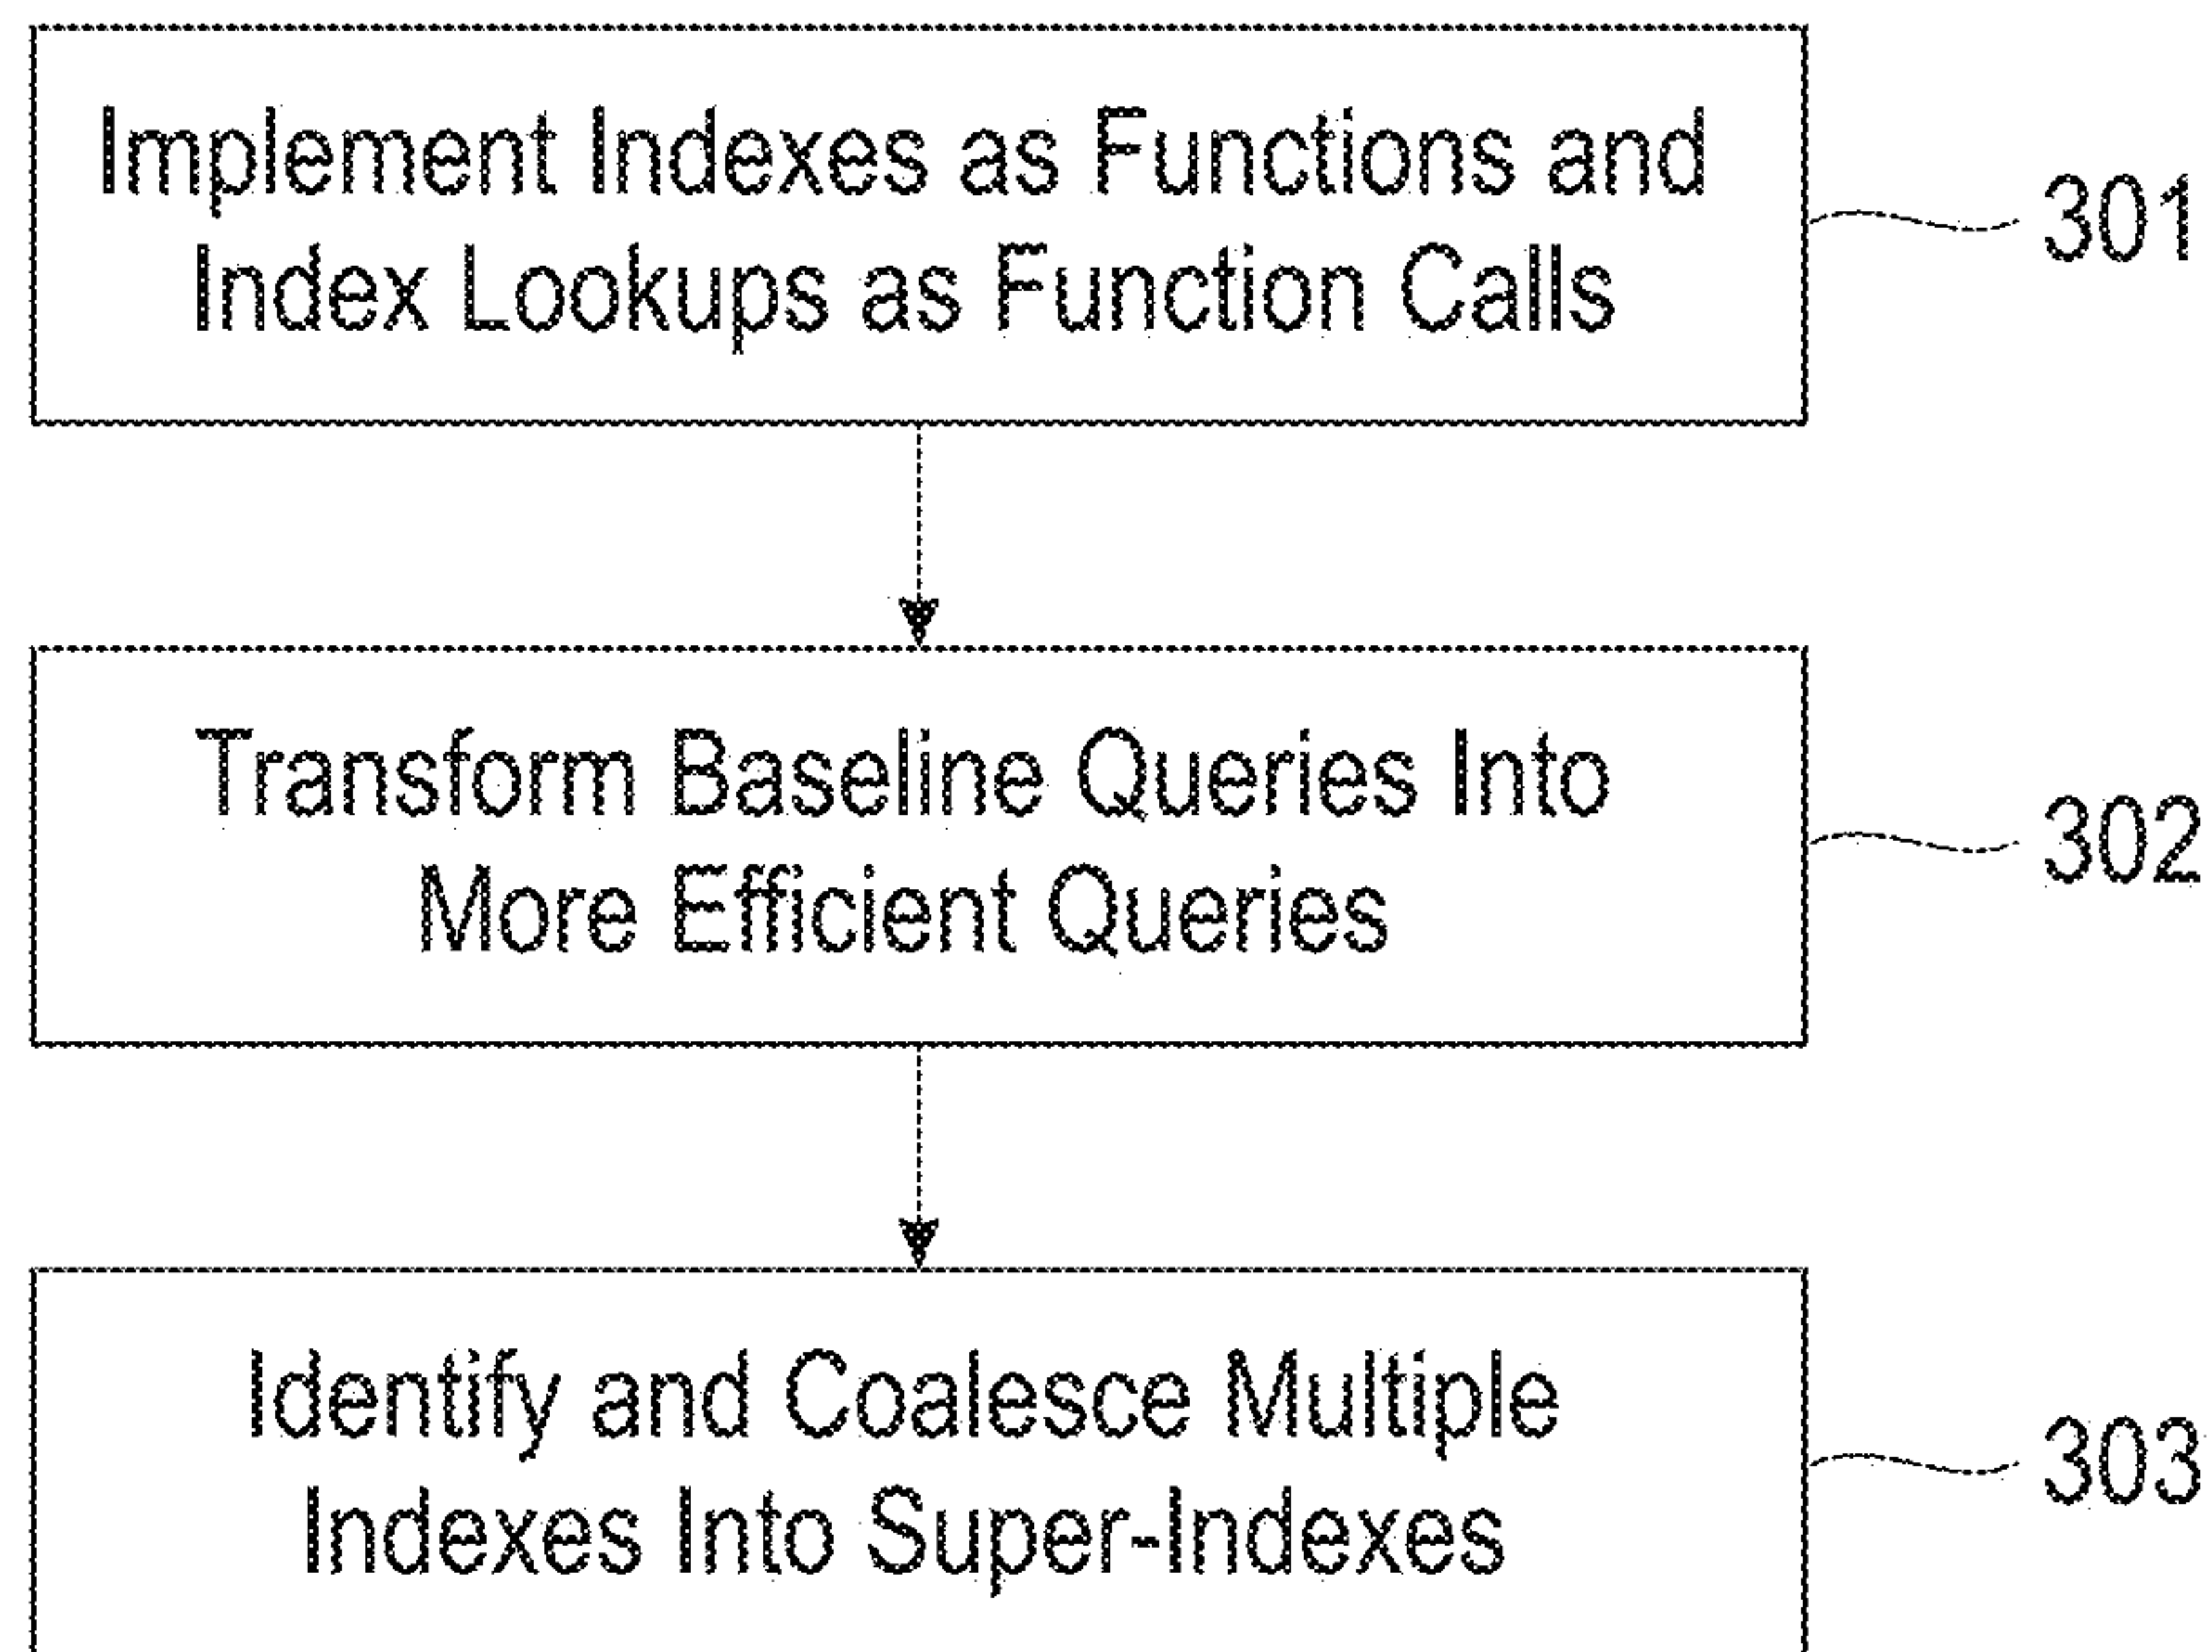 Implement Indexes as Functions and
Index Lookups as Function Calls
301
Transform Baseline Queries Into
More Efficient Queries
302
Identify and Coalesce Multiple
Indexes Into Super-Indexes
303